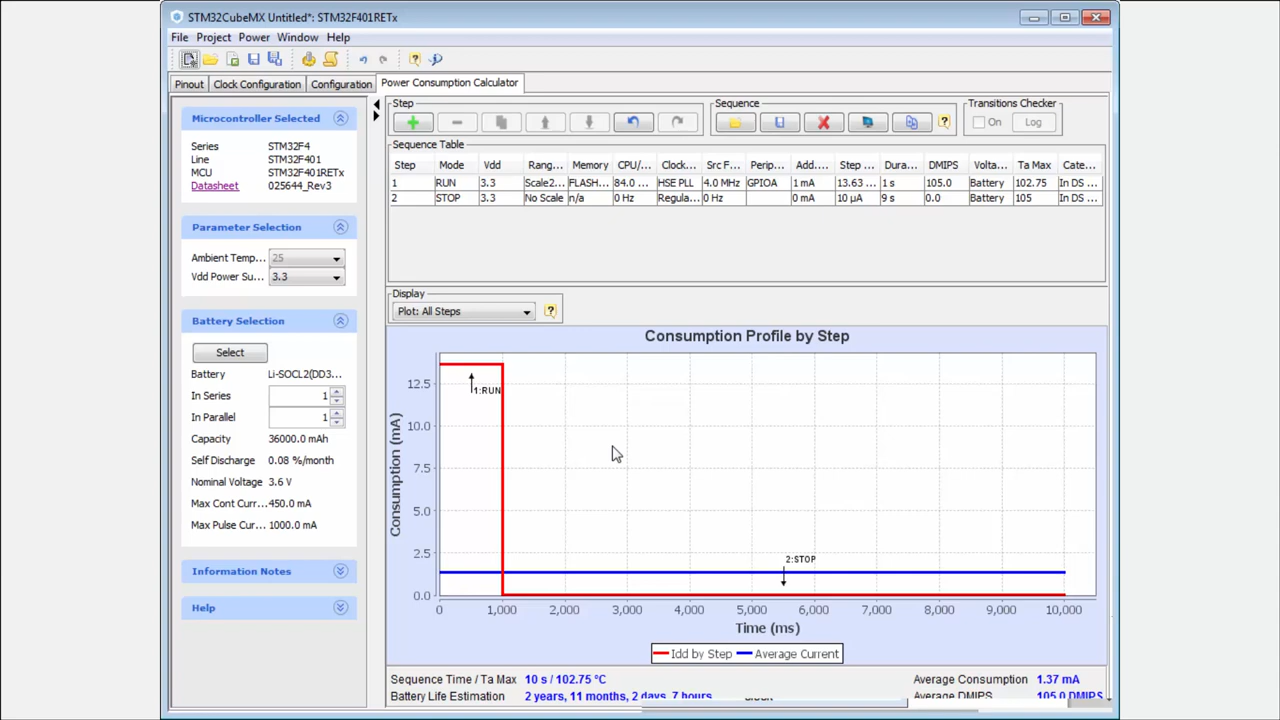 STM32CubeMX Untitled*: STM32F401RETx
File Project Power Window Help
Pinout Clock Configuration Configuration Power Consumption Calculator
Microcontroller Selected
Series STM32F4
Line STM32F401
MCU STM32F401RETx
Datasheet 025644_Rev3
Parameter Selection
Ambient Temp... 25
Vdd Power Su... 3.3
Battery Selection
Select
Battery Li-SOCL2(DD3...
In Series 1
In Parallel 1
Capacity 36000.0 mAh
Self Discharge 0.08 %/month
Nominal Voltage 3.6 V
Max Cont Curr... 450.0 mA
Max Pulse Cur... 1000.0 mA
Information Notes
Help
Step Sequence Transitions Checker
On Log
Sequence Table
Step Mode Vdd Rang... Memory CPU/... Clock... Src F... Perip... Add.... Step ... Dura... DMIPS Volta... Ta Max Cate...
1 RUN 3.3 Scale2... FLASH... 84.0 ... HSE PLL 4.0 MHz GPIOA 1 mA 13.63 ... 1 s 105.0 Battery 102.75 In DS ...
2 STOP 3.3 No Scale n/a 0 Hz Regula... 0 Hz 0 mA 10 µA 9 s 0.0 Battery 105 In DS ...
Display
Plot: All Steps
Consumption Profile by Step
Consumption (mA)
12.5
10.0
7.5
5.0
2.5
0.0
1:RUN
2:STOP
0 1,000 2,000 3,000 4,000 5,000 6,000 7,000 8,000 9,000 10,000
Time (ms)
Idd by Step Average Current
Sequence Time / Ta Max 10 s / 102.75 °C Average Consumption 1.37 mA
Battery Life Estimation 2 years, 11 months, 2 days, 7 hours Average DMIPS 105.0 DMIPS